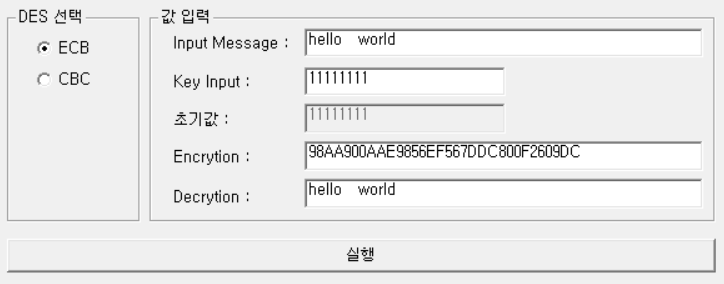 DES 선택
ECB
CBC
값 입력
Input Message : hello   world
Key Input : 11111111
초기값 : 11111111
Encrytion : 98AA900AAE9856EF567DDC800F2609DC
Decrytion : hello   world
실행